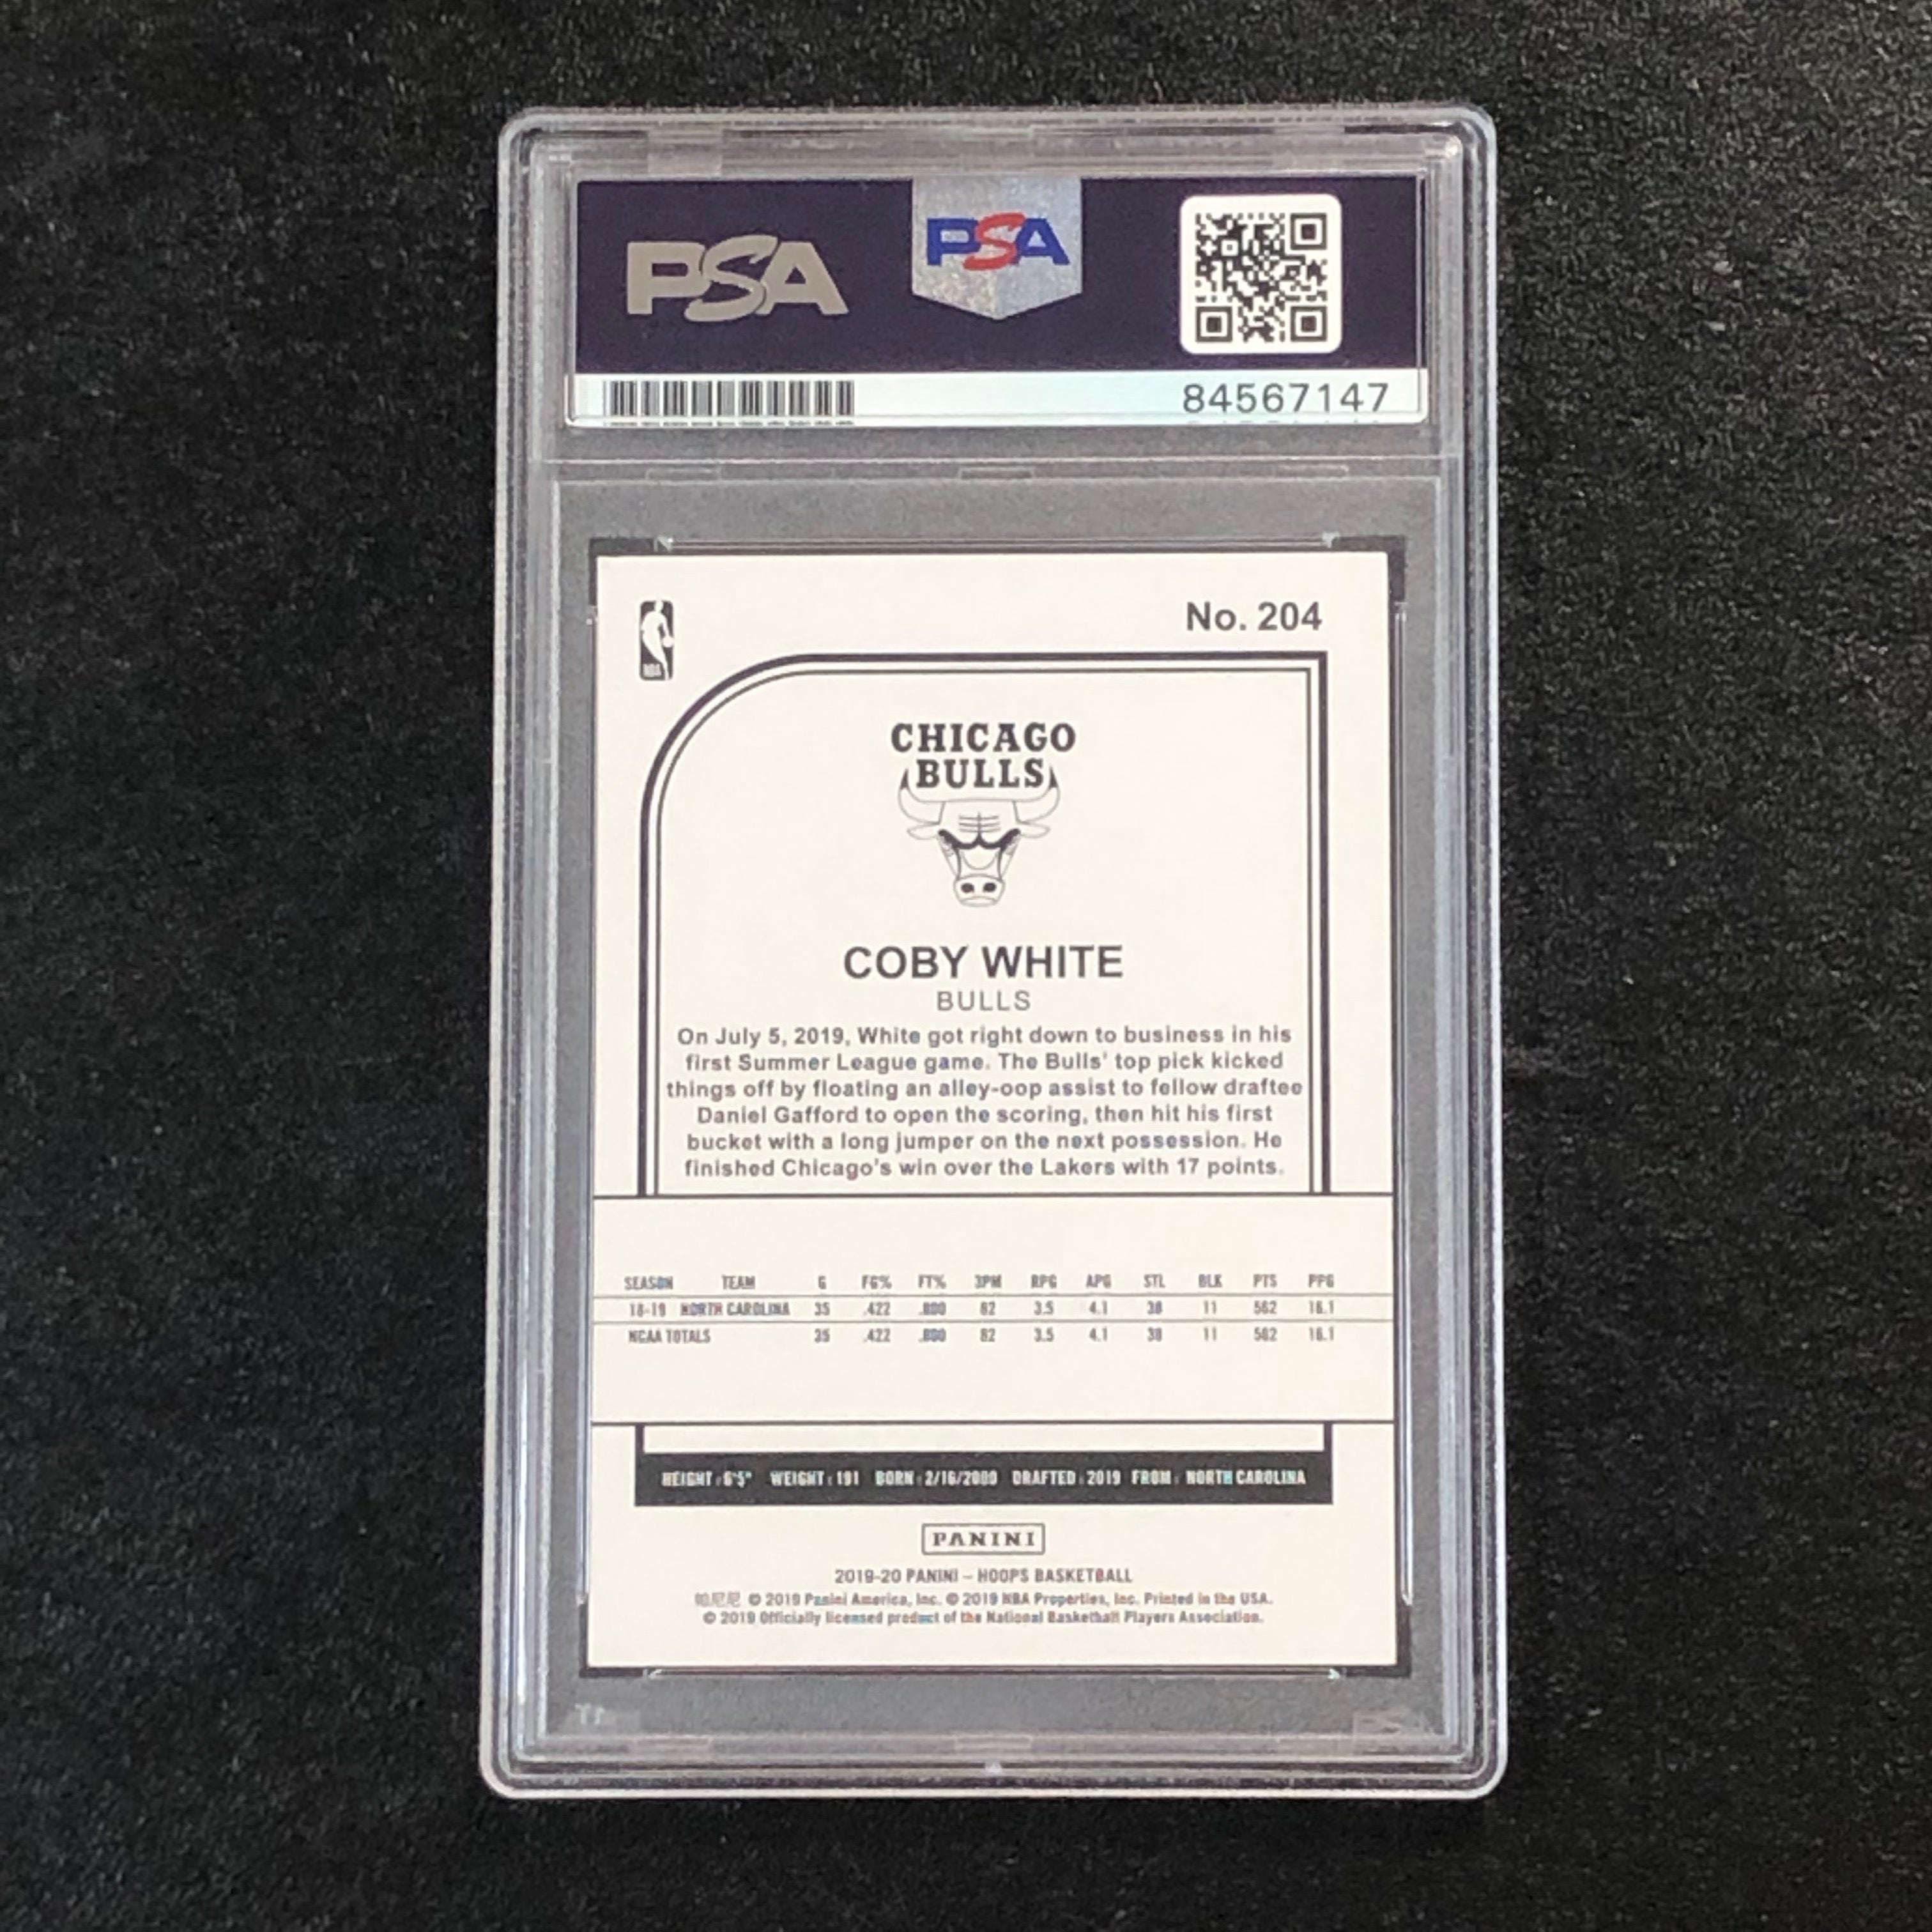 PSA
PSA
84567147
No. 204
NBA
CHICAGO
BULLS
COBY WHITE
BULLS
On July 5, 2019, White got right down to business in his
first Summer League game. The Bulls' top pick kicked
things off by floating an alley-oop assist to fellow draftee
Daniel Gafford to open the scoring, then hit his first
bucket with a long jumper on the next possession. He
finished Chicago's win over the Lakers with 17 points.
SEASON TEAM G FG% FT% 3PM RPG APG STL BLK PTS PPG
18-19 NORTH CAROLINA 35 .422 .800 82 3.5 4.1 38 11 562 16.1
NCAA TOTALS 35 .422 .800 82 3.5 4.1 38 11 562 16.1
HEIGHT: 6'5" WEIGHT: 191 BORN: 2/16/2000 DRAFTED: 2019 FROM: NORTH CAROLINA
PANINI
2019-20 PANINI – HOOPS BASKETBALL
帕尼尼 © 2019 Panini America, Inc. © 2019 NBA Properties, Inc. Printed in the USA.
© 2019 Officially licensed product of the National Basketball Players Association.